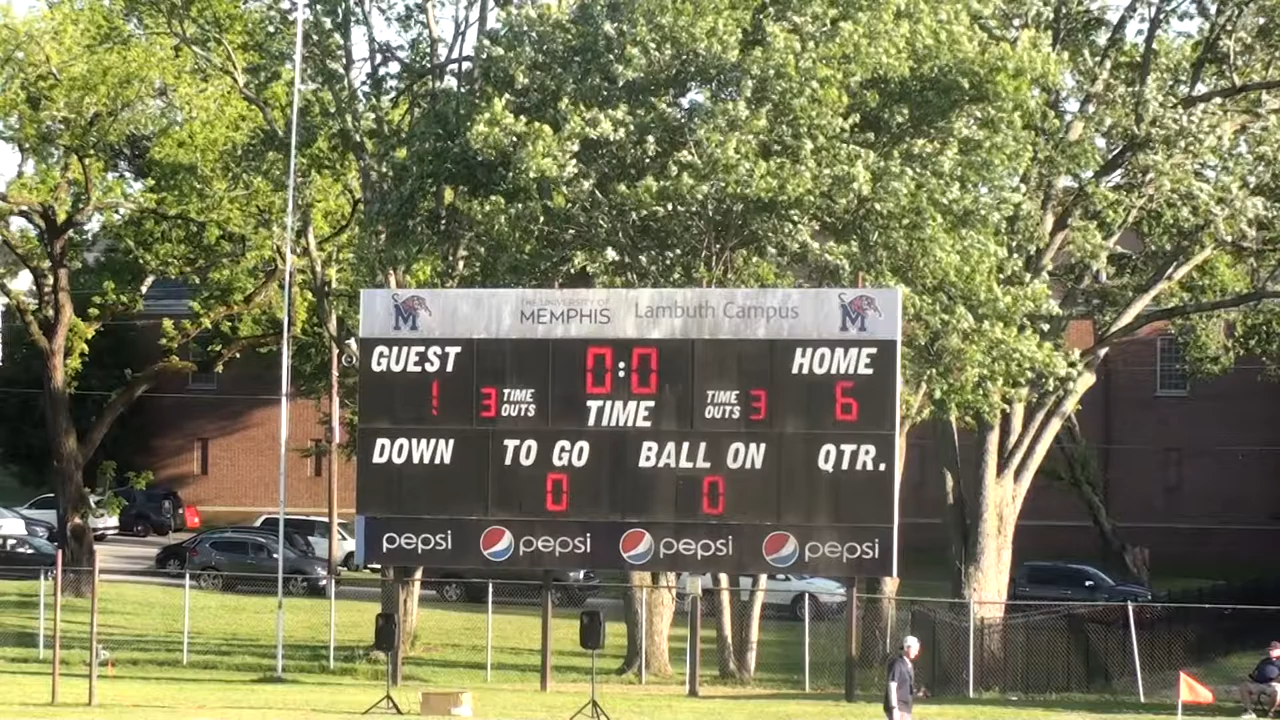 M THE UNIVERSITY OF
MEMPHIS Lambuth Campus M
GUEST 0:0 HOME
1 3 TIME OUTS TIME TIME OUTS 3 6
DOWN TO GO BALL ON QTR.
0 0
pepsi pepsi pepsi pepsi